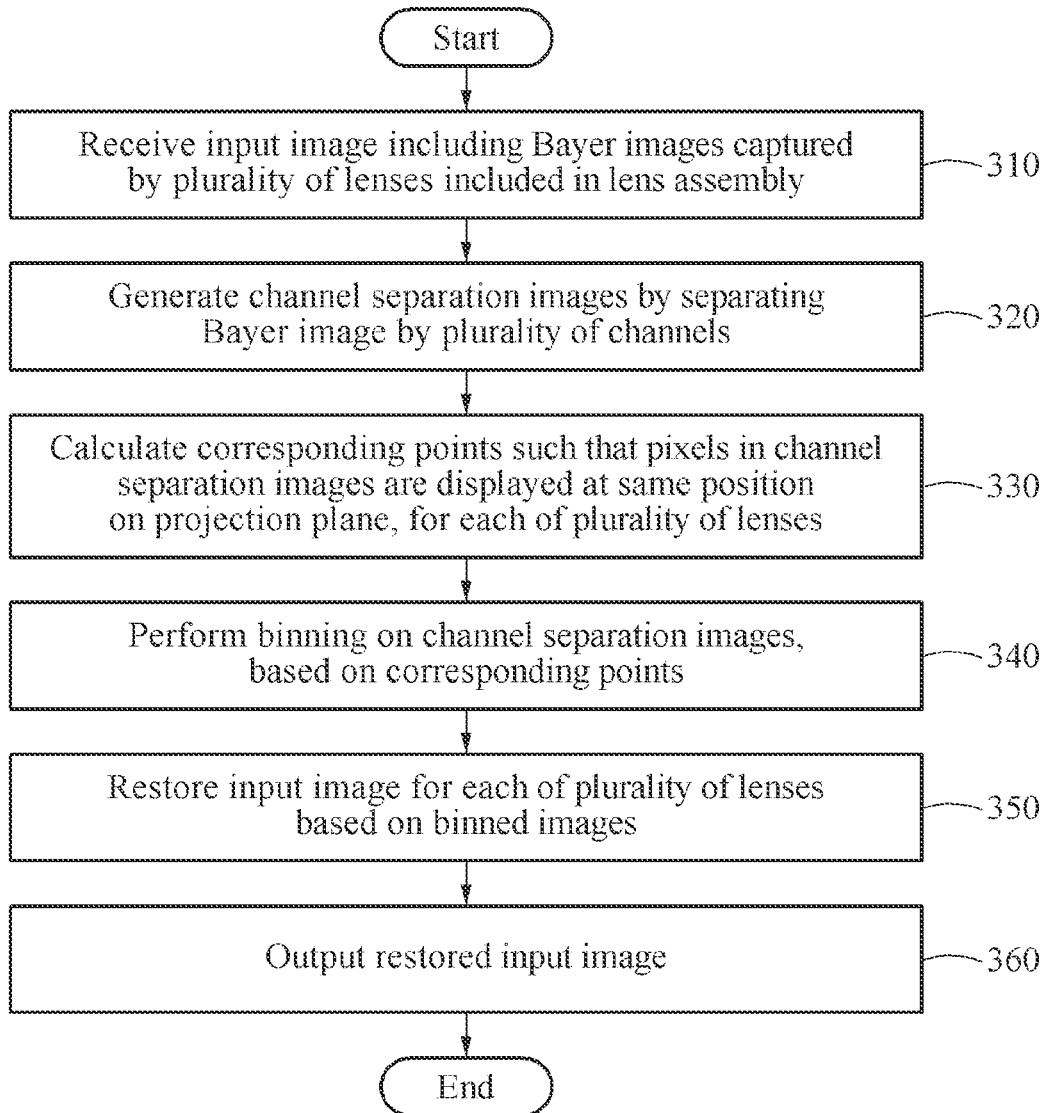 Start
Receive input image including Bayer images captured
by plurality of lenses included in lens assembly
310
Generate channel separation images by separating
Bayer image by plurality of channels
320
Calculate corresponding points such that pixels in channel
separation images are displayed at same position
on projection plane, for each of plurality of lenses
330
Perform binning on channel separation images,
based on corresponding points
340
Restore input image for each of plurality of lenses
based on binned images
350
Output restored input image
360
End